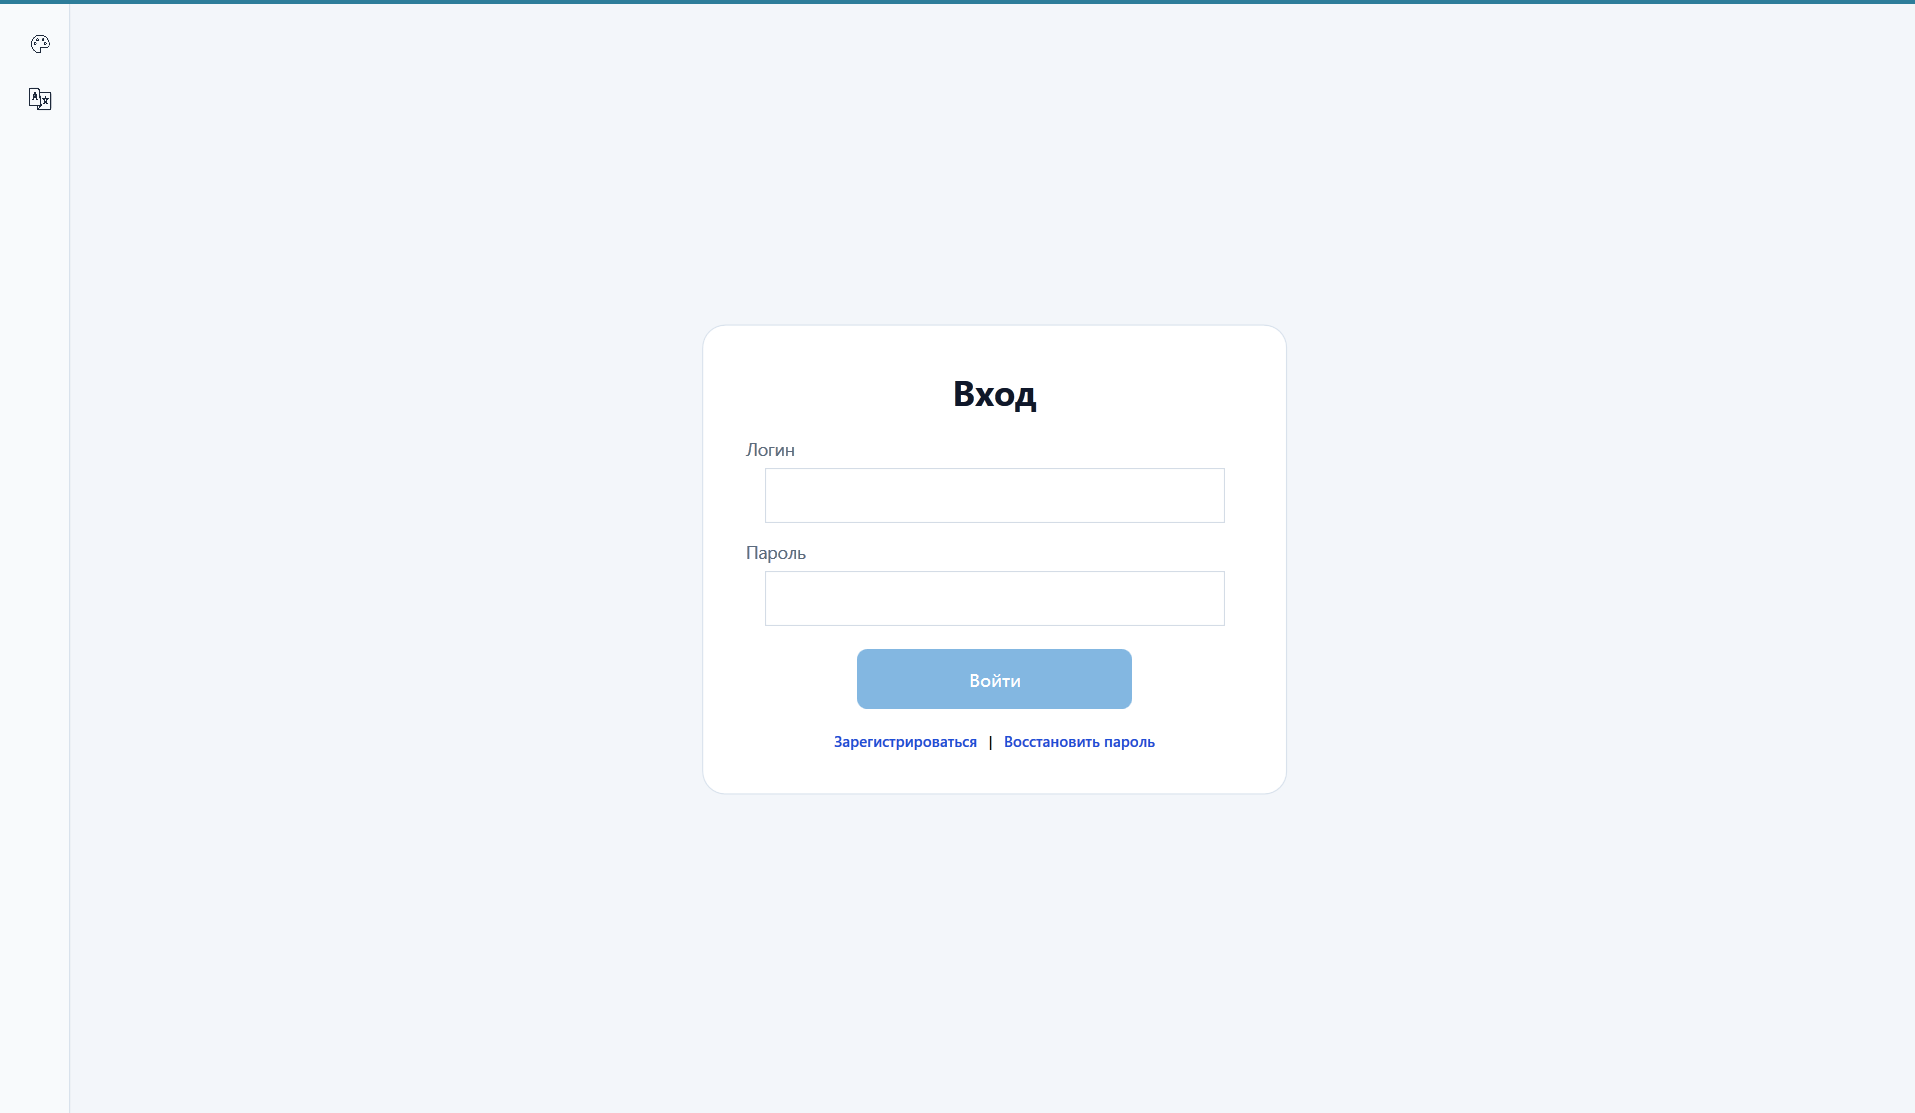 Вход
Логин
Пароль
Войти
Зарегистрироваться | Восстановить пароль